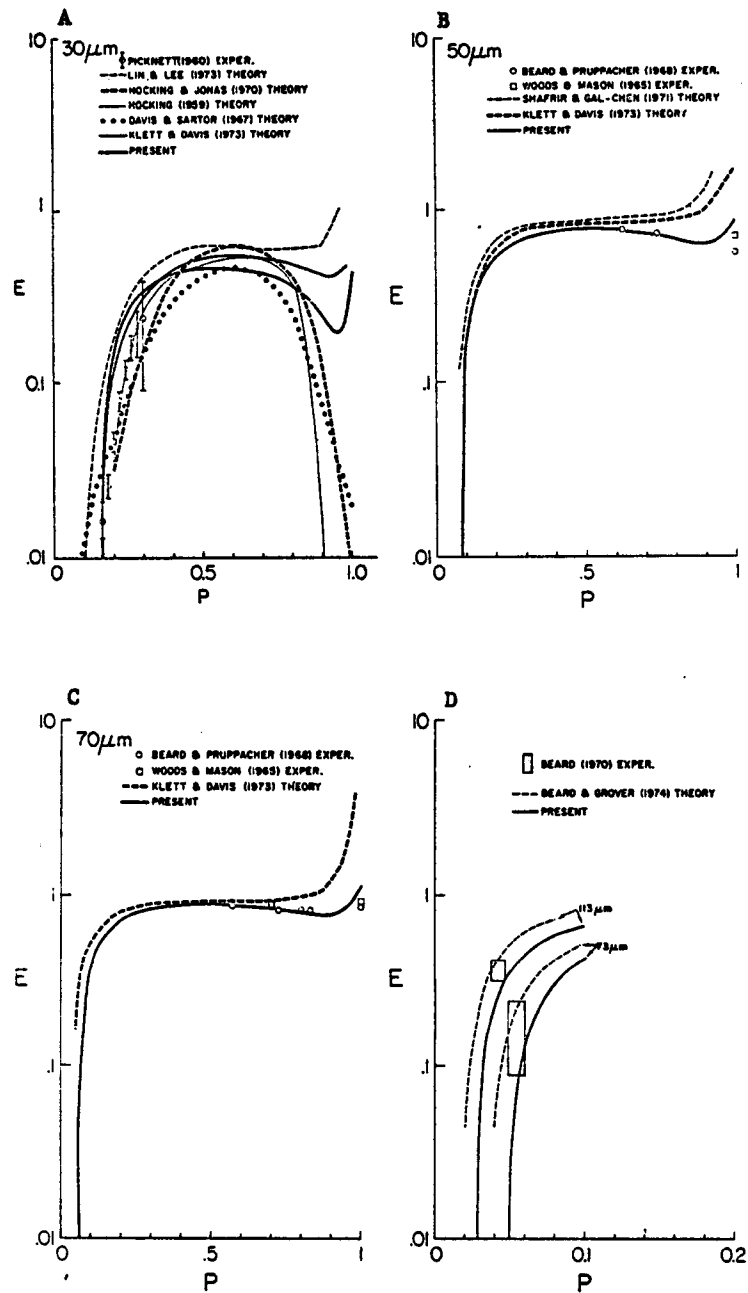 A
10
30µm
PICKNETT (1960) EXPER.
LIN & LEE (1973) THEORY
HOCKING & JONAS (1970) THEORY
HOCKING (1959) THEORY
DAVIS & SARTOR (1967) THEORY
KLETT & DAVIS (1973) THEORY
PRESENT
1
E
0.1
.01
0
0.5
1.0
P
B
10
50µm
BEARD & PRUPPACHER (1968) EXPER.
WOODS & MASON (1965) EXPER.
SHAFRIR & GAL-CHEN (1971) THEORY
KLETT & DAVIS (1973) THEORY
PRESENT
1
E
.1
.01
0
.5
1
P
C
10
70µm
BEARD & PRUPPACHER (1968) EXPER.
WOODS & MASON (1965) EXPER.
KLETT & DAVIS (1973) THEORY
PRESENT
1
E
.1
.01
0
.5
1
P
D
10
BEARD (1970) EXPER.
BEARD & GROVER (1974) THEORY
PRESENT
1
113µm
73µm
E
.1
.01
0
0.1
0.2
P